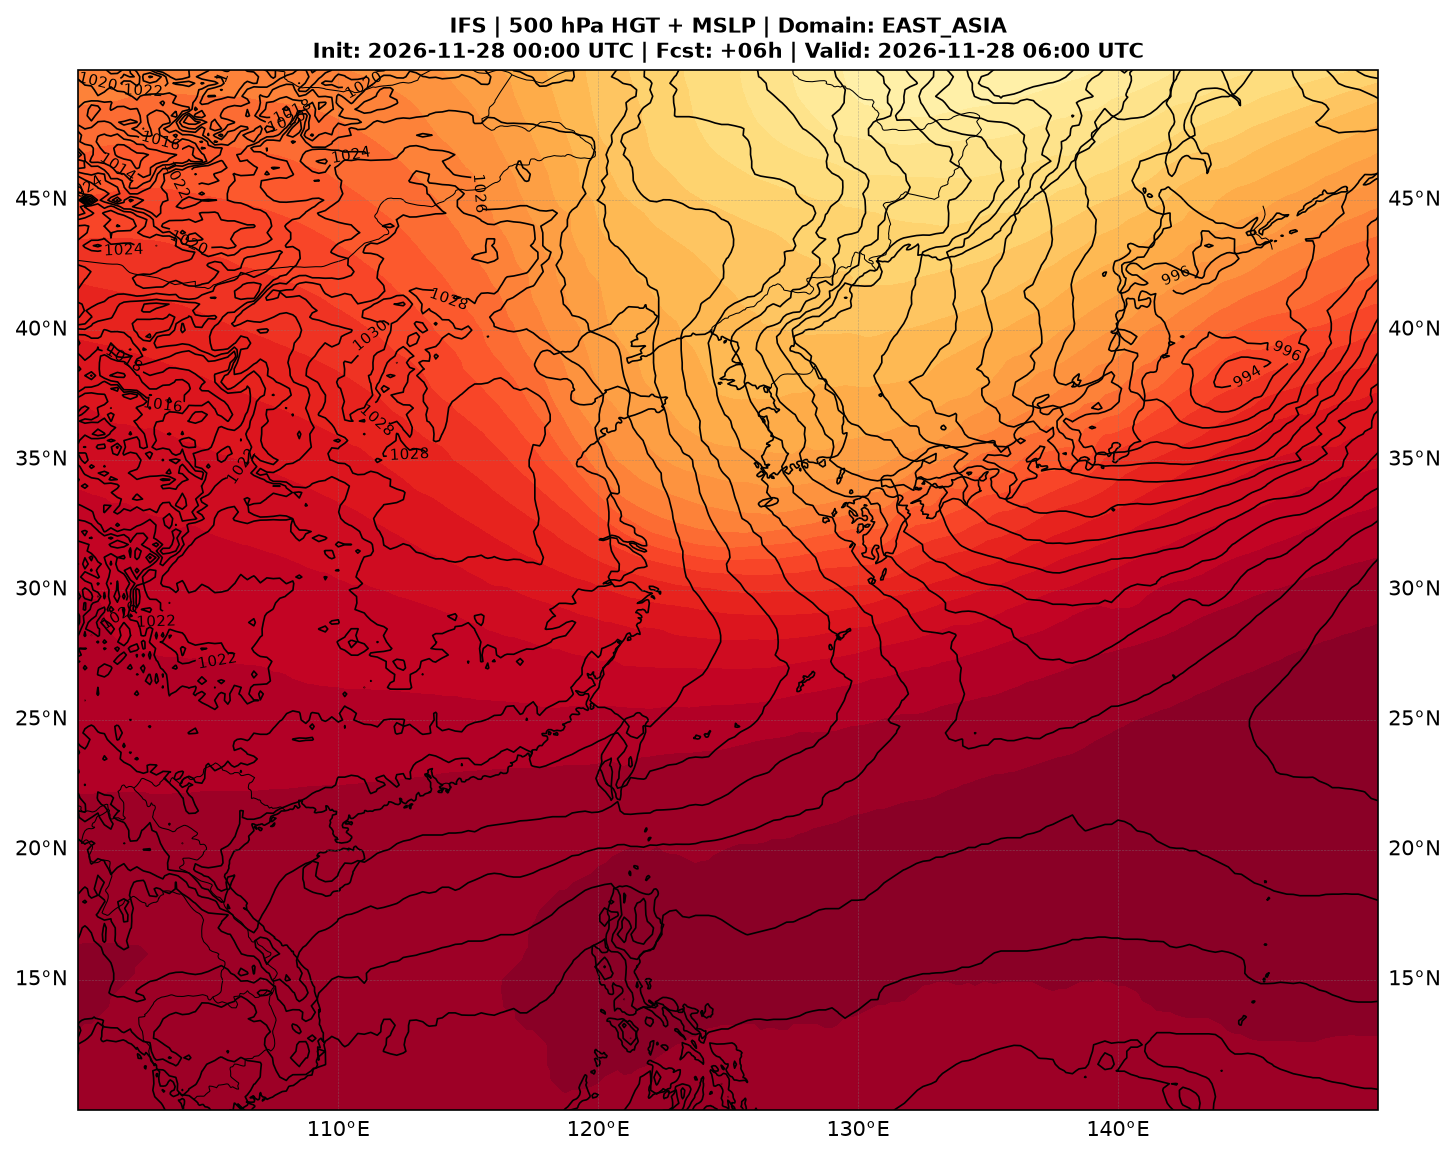 IFS | 500 hPa HGT + MSLP | Domain: EAST_ASIA
Init: 2026-11-28 00:00 UTC | Fcst: +06h | Valid: 2026-11-28 06:00 UTC
1020
1022
1020
1018
1016
1024
1014
1022
1026
45°N
45°N
1020
1024
996
1028
40°N
40°N
1030
996
1016
994
1016
1028
1028
35°N
35°N
1022
30°N
30°N
1022
1022
25°N
25°N
20°N
20°N
15°N
15°N
110°E
120°E
130°E
140°E